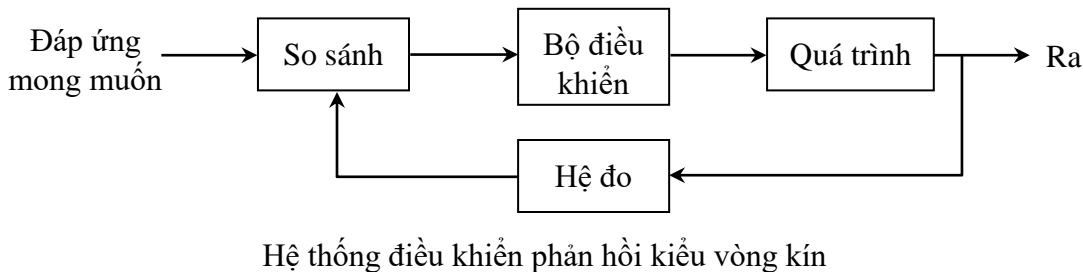 Đáp ứng
mong muốn
So sánh
Bộ điều
khiển
Quá trình
Ra
Hệ đo
Hệ thống điều khiển phản hồi kiểu vòng kín